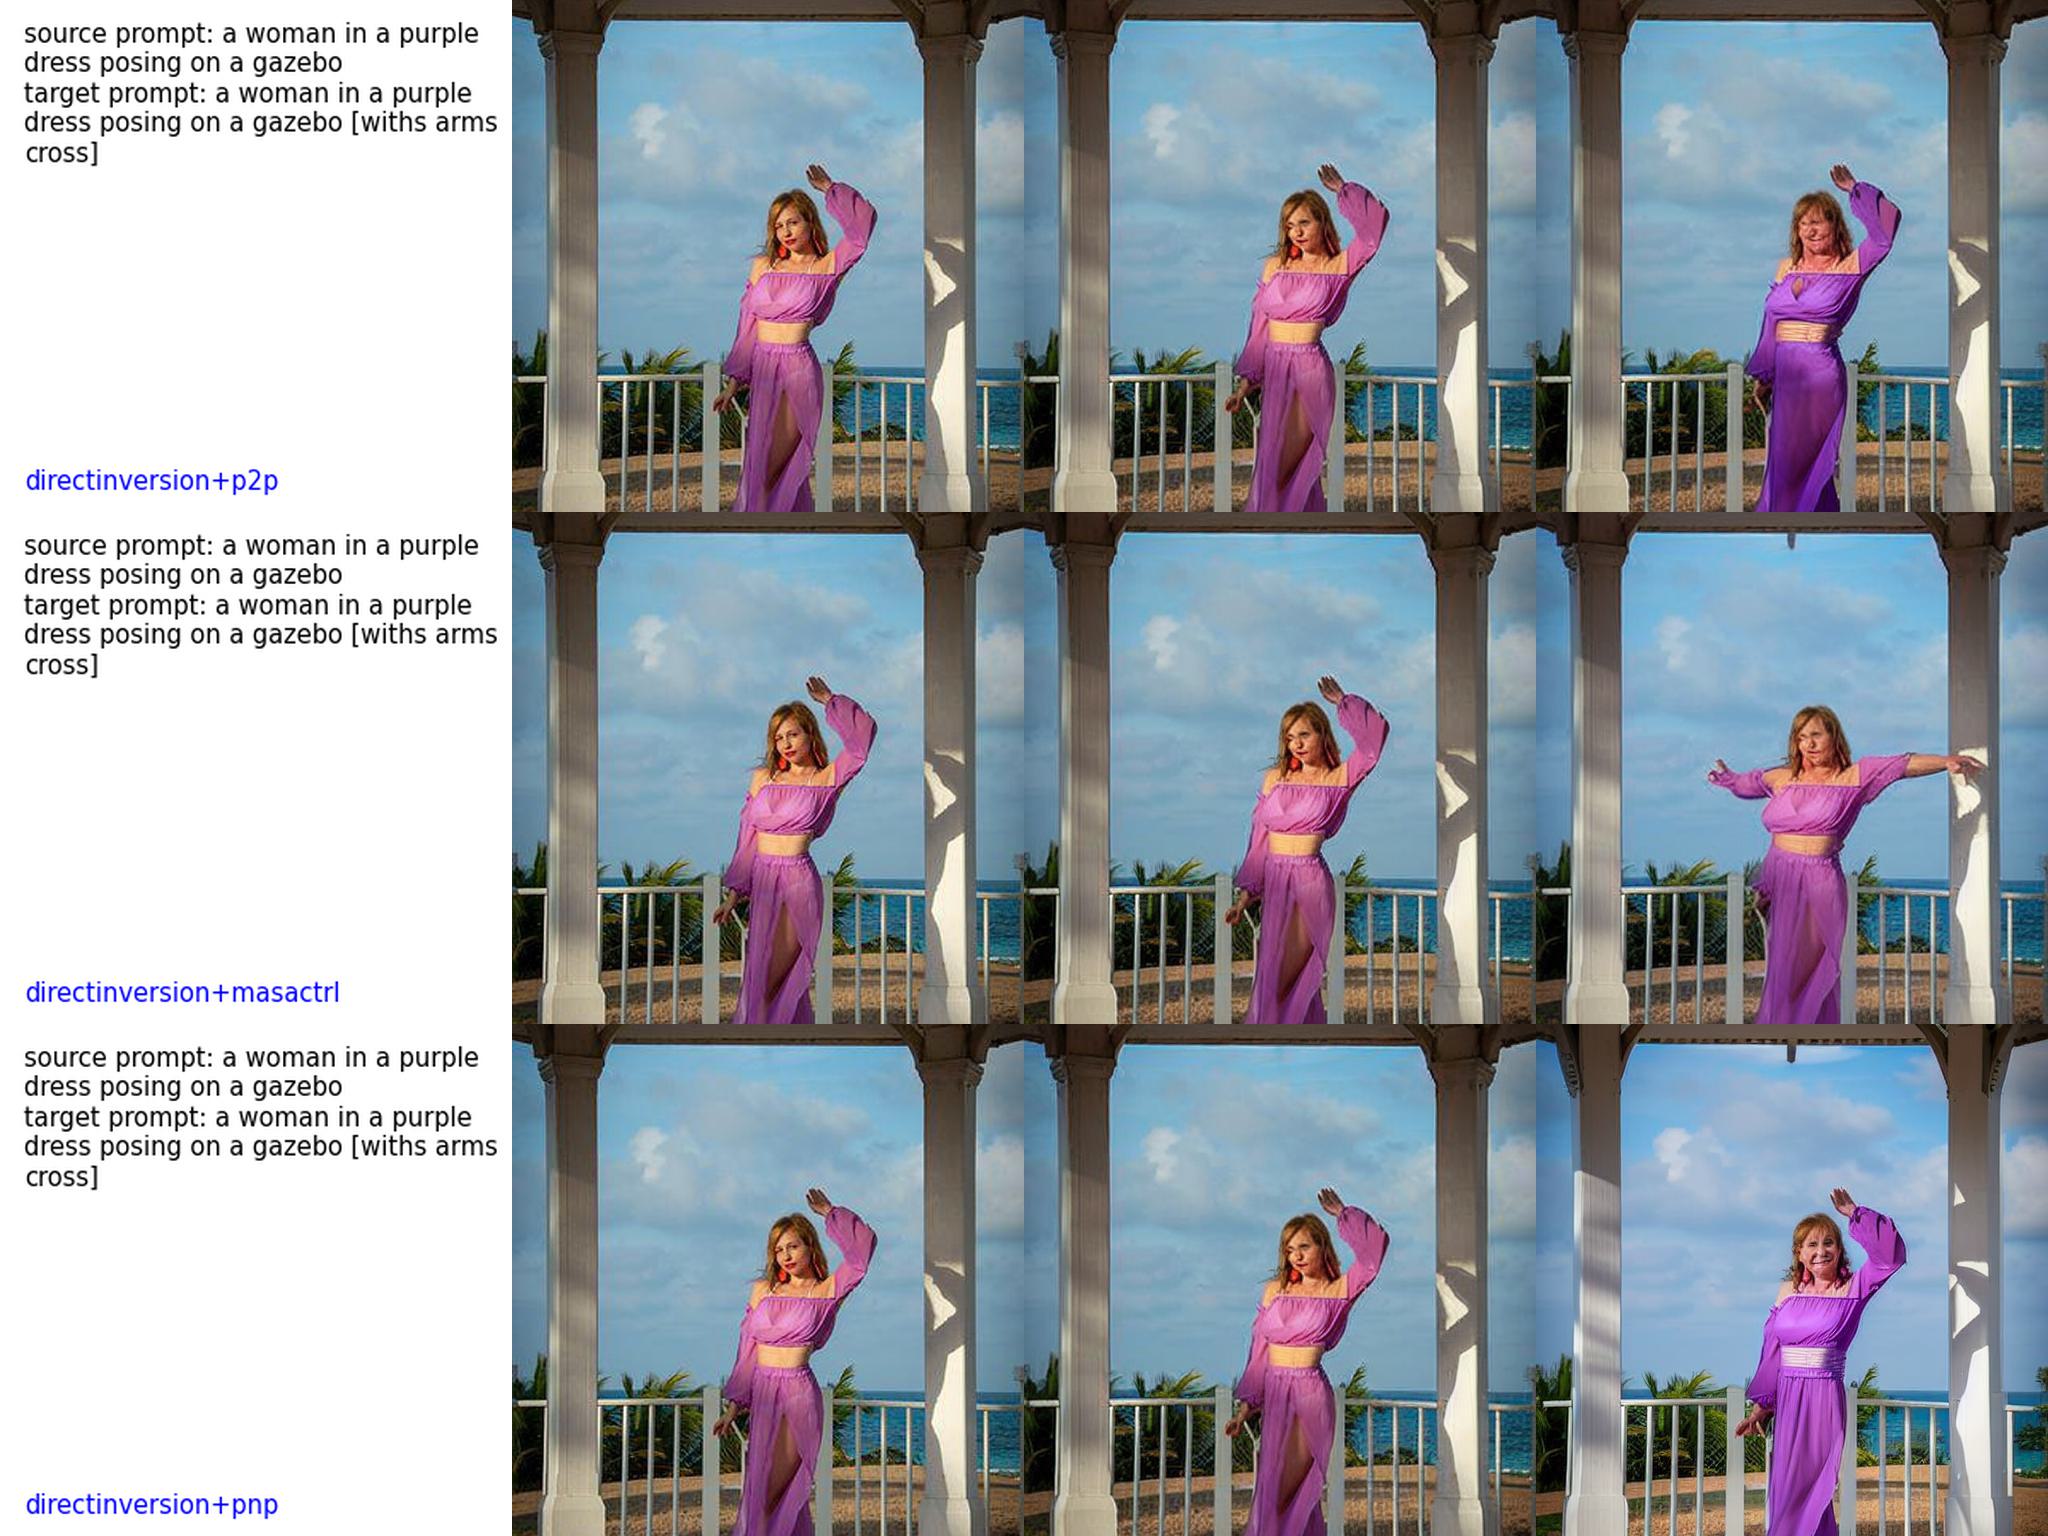 source prompt: a woman in a purple
dress posing on a gazebo
target prompt: a woman in a purple
dress posing on a gazebo [withs arms
cross]
directinversion+p2p
source prompt: a woman in a purple
dress posing on a gazebo
target prompt: a woman in a purple
dress posing on a gazebo [withs arms
cross]
directinversion+masactrl
source prompt: a woman in a purple
dress posing on a gazebo
target prompt: a woman in a purple
dress posing on a gazebo [withs arms
cross]
directinversion+pnp